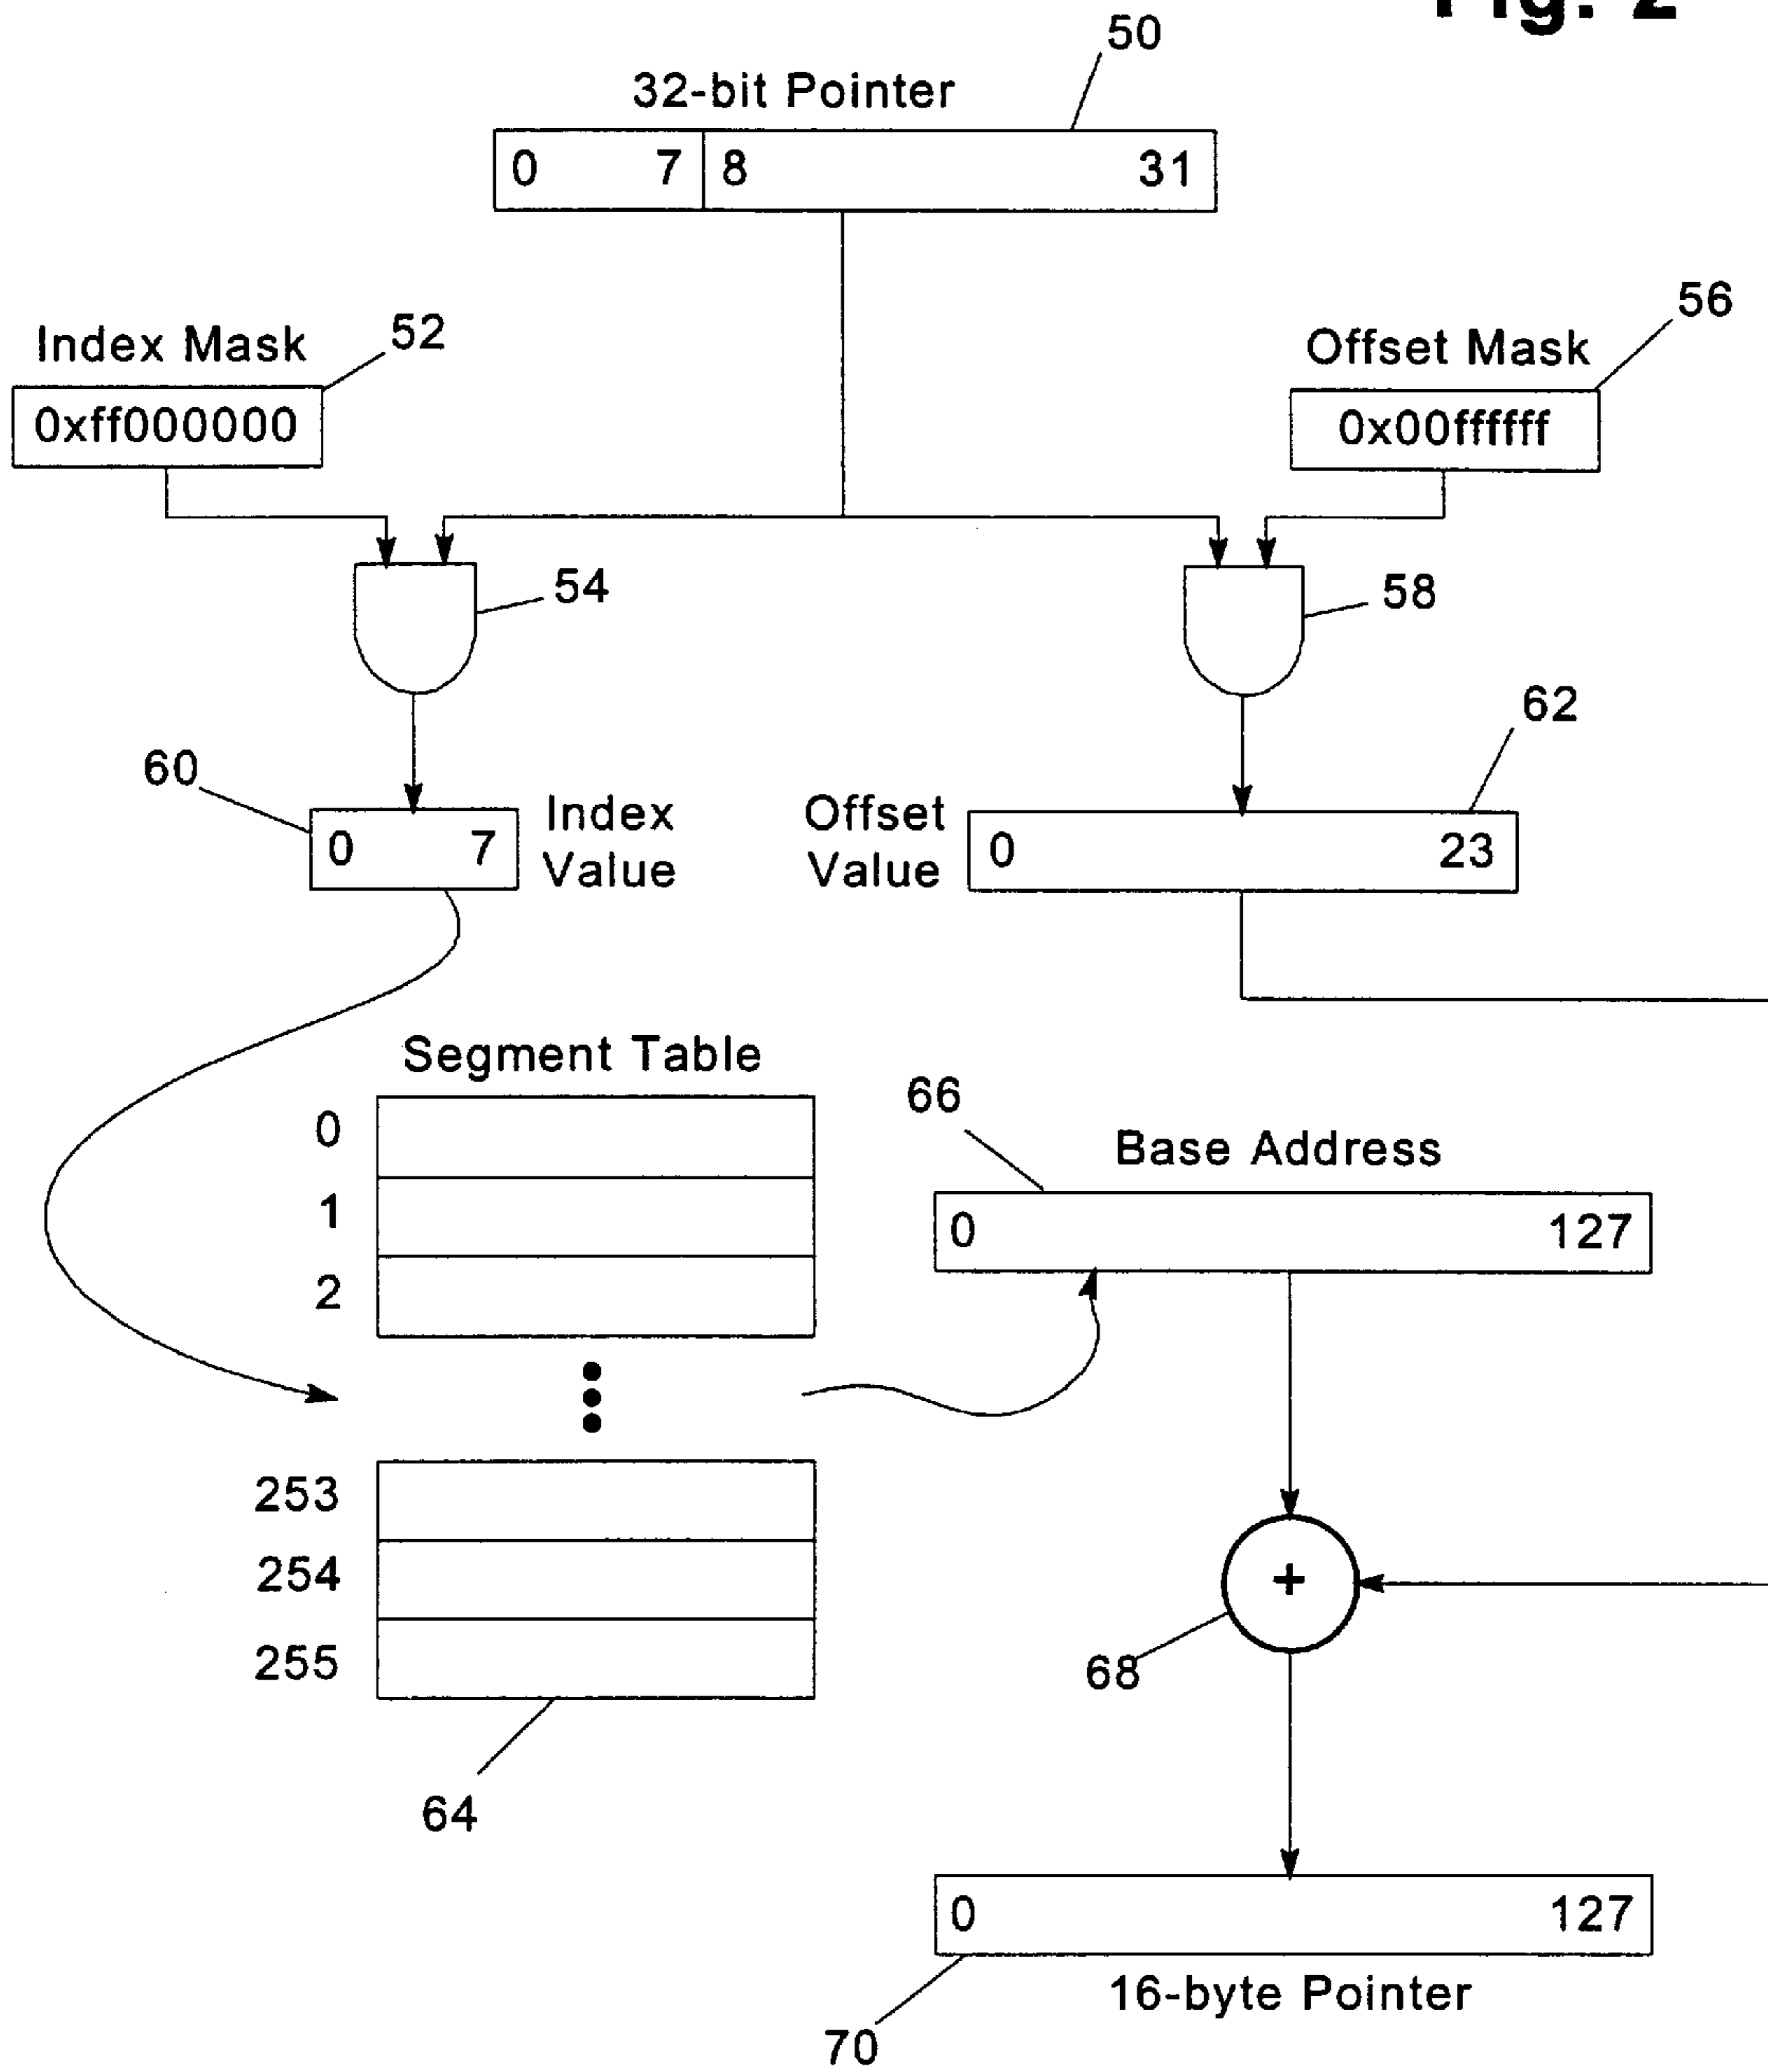 Fig. 2
50
32-bit Pointer
0 7 8 31
56
52
Index Mask
Offset Mask
0xff000000
0x00ffffff
54
58
62
60
Index Value
Offset Value
0 7
0 23
Segment Table
66
0
Base Address
1
0 127
2
253
+
254
255
68
64
0 127
16-byte Pointer
70